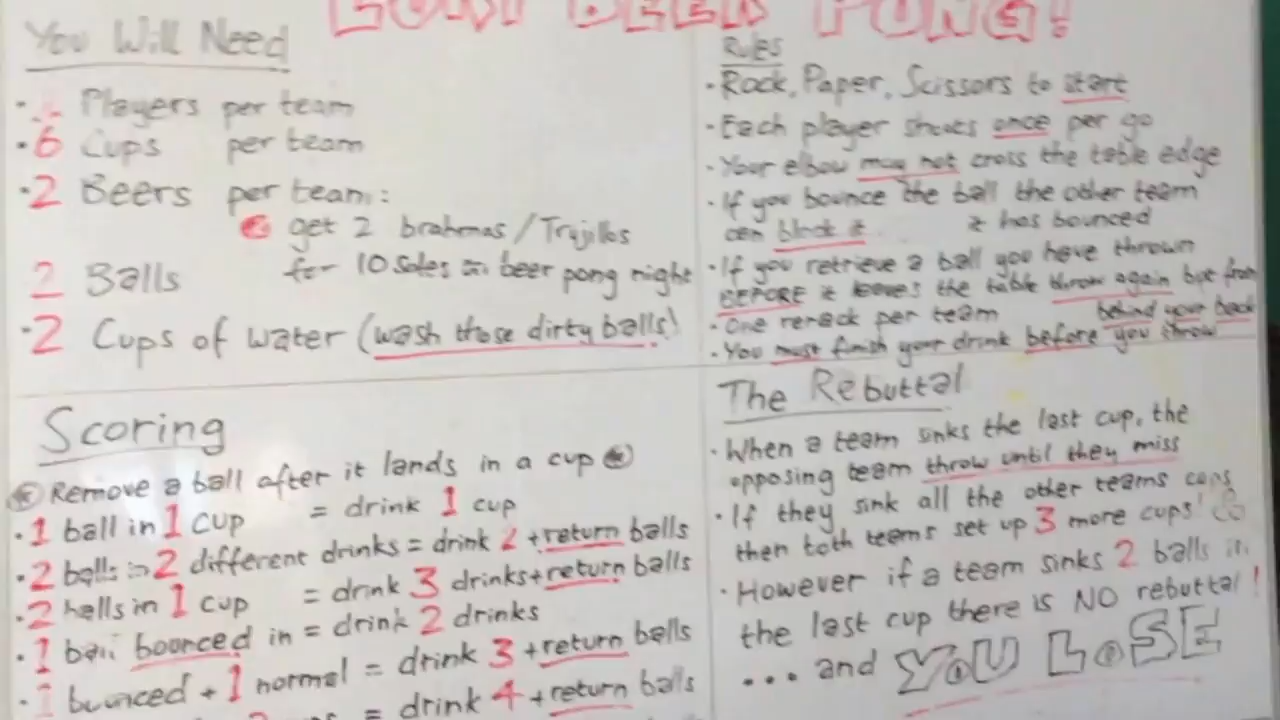 BEER PONG!
You Will Need
· Players per team
· 6 Cups per team
· 2 Beers per team:
get 2 brahmas / Trujillos
for 10 Soles on beer pong night
2 Balls
· 2 Cups of water (wash those dirty balls!
RULES
· Rock, Paper, Scissors to start
· Each player shoots once per go
· Your elbow may not cross the table edge
· If you bounce the ball the other team
can block it it has bounced
· If you retrieve a ball you have thrown
BEFORE it leaves the table throw again but from
behind your back
· One rerack per team
· You must finish your drink before you throw
Scoring
Remove a ball after it lands in a cup
· 1 ball in 1 cup = drink 1 cup
· 2 balls in 2 different drinks = drink 2 + return balls
· 2 balls in 1 cup = drink 3 drinks + return balls
· 1 ball boonced in = drink 2 drinks
· 1 bounced + 1 normal = drink 3 + return balls
= drink 4 + return balls
The Rebuttal
· When a team sinks the last cup, the
opposing team throw until they miss
· If they sink all the other teams cups
then both teams set up 3 more cups!
· However if a team sinks 2 balls in
the last cup there is NO rebuttal!
... and YOU LOSE